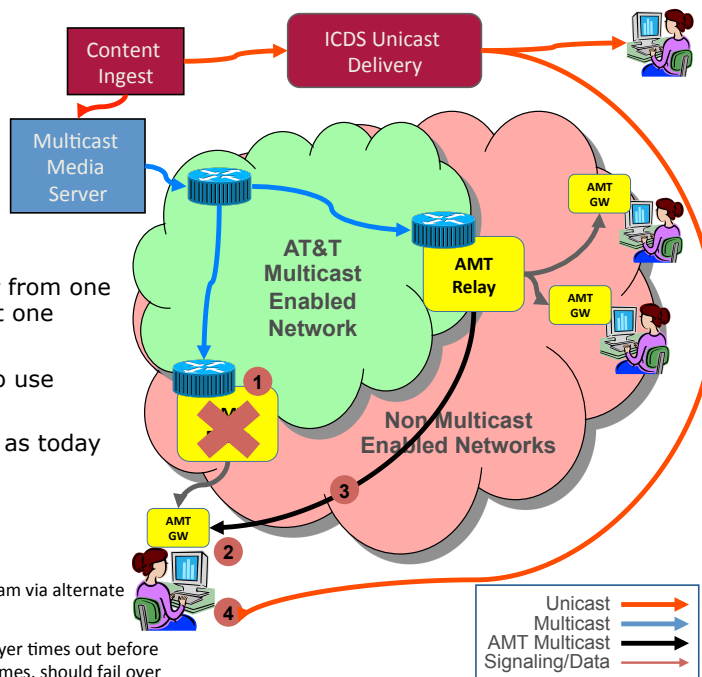 Content
Ingest
ICDS Unicast
Delivery
Multicast
Media
Server
AMT
GW
AT&T
Multicast
Enabled
Network
AMT
Relay
AMT
GW
from one
t one
o use
as today
1
Non Multicast
Enabled Networks
3
AMT
GW
2
4
am via alternate
yer times out before
mes, should fail over
Unicast
Multicast
AMT Multicast
Signaling/Data